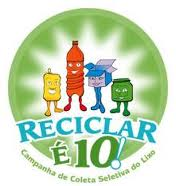 RECICLAR
É 10!
Campanha de Coleta Seletiva do Lixo